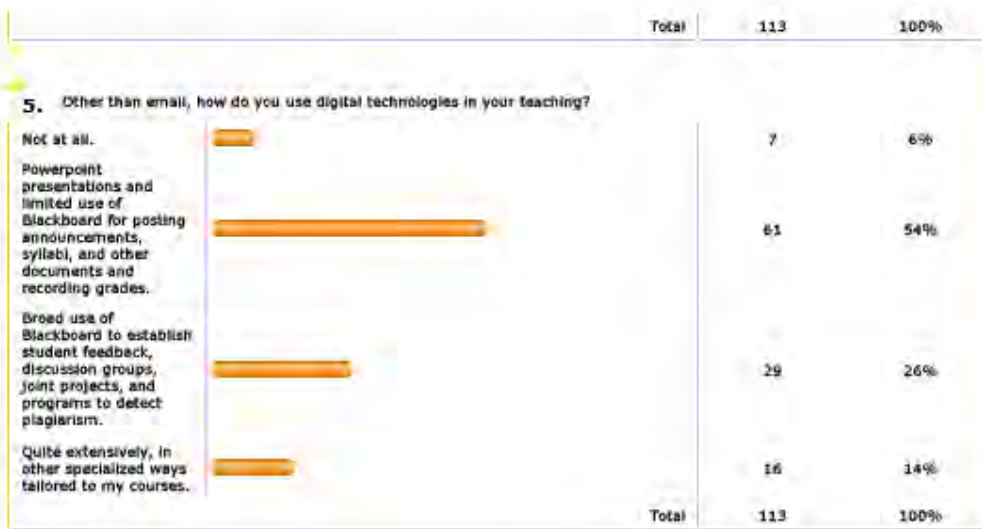 Total 113 100%
5. Other than email, how do you use digital technologies in your teaching?
Not at all. 7 6%
Powerpoint
presentations and
limited use of
Blackboard for posting
announcements, 61 54%
syllabi, and other
documents and
recording grades.
Broad use of
Blackboard to establish
student feedback,
discussion groups, 29 26%
joint projects, and
programs to detect
plagiarism.
Quite extensively, in
other specialized ways 16 14%
tailored to my courses.
Total 113 100%